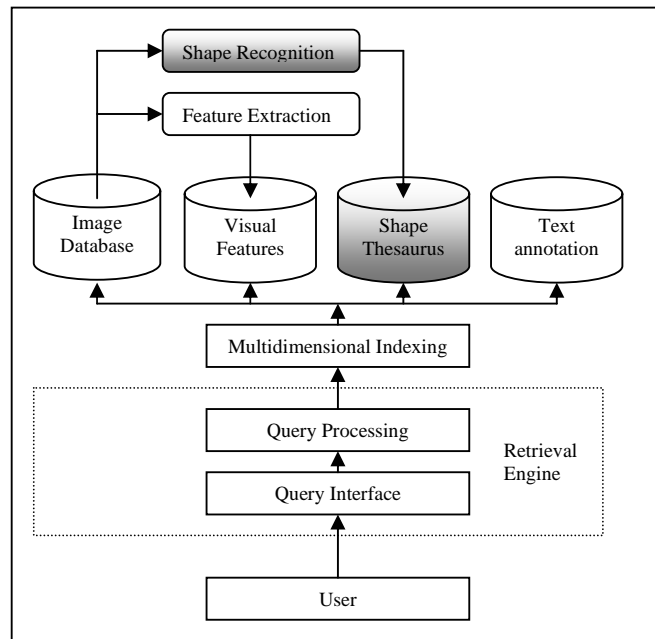 Shape Recognition
Feature Extraction
Image
Database
Visual
Features
Shape
Thesaurus
Text
annotation
Multidimensional Indexing
Query Processing
Retrieval
Engine
Query Interface
User